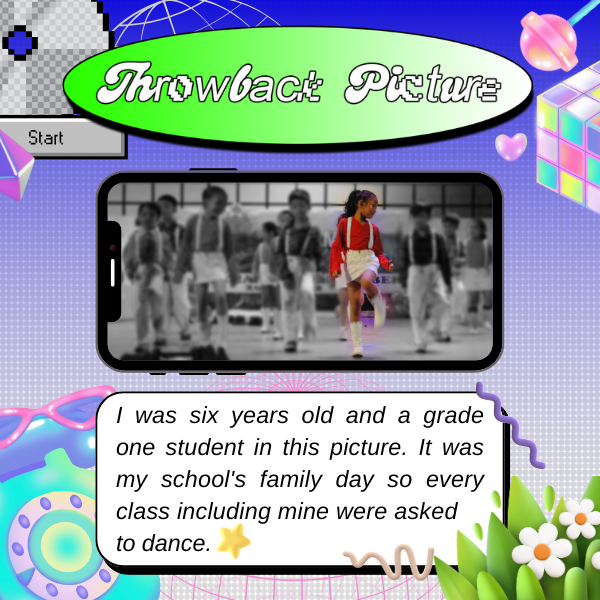 Throwback Picture
Start
I was six years old and a grade
one student in this picture. It was
my school's family day so every
class including mine were asked
to dance.